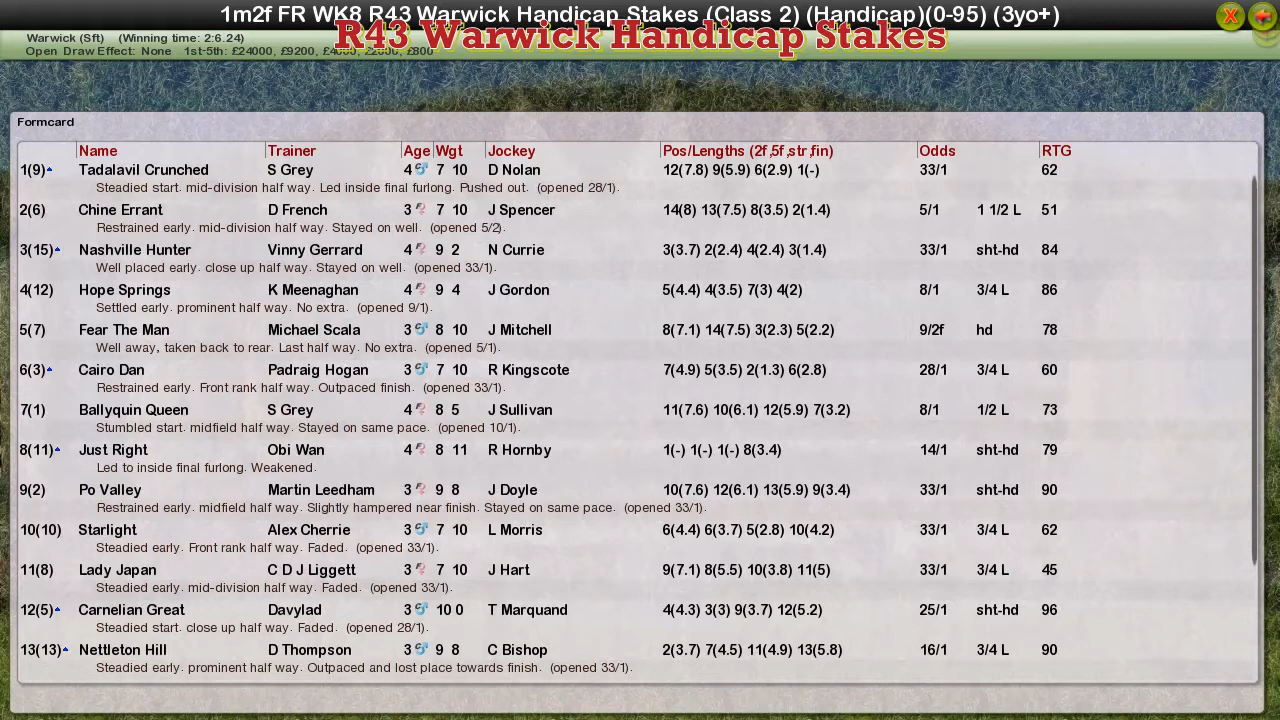 1m2f FR WK8 R43 Warwick Handicap Stakes (Class 2) (Handicap)(0-95) (3yo+)
R43 Warwick Handicap Stakes
Warwick (Sft) (Winning time: 2:6.24)
Open Draw Effect: None 1st-5th: £24000, £9200, £4000, £2000, £800
Formcard
Name Trainer Age Wgt Jockey Pos/Lengths (2f,5f,str,fin) Odds RTG
1(9) Tadalavil Crunched S Grey 4 7 10 D Nolan 12(7.8) 9(5.9) 6(2.9) 1(-) 33/1 62
Steadied start. mid-division half way. Led inside final furlong. Pushed out. (opened 28/1).
2(6) Chine Errant D French 3 7 10 J Spencer 14(8) 13(7.5) 8(3.5) 2(1.4) 5/1 1 1/2 L 51
Restrained early. mid-division half way. Stayed on well. (opened 5/2).
3(15) Nashville Hunter Vinny Gerrard 4 9 2 N Currie 3(3.7) 2(2.4) 4(2.4) 3(1.4) 33/1 sht-hd 84
Well placed early. close up half way. Stayed on well. (opened 33/1).
4(12) Hope Springs K Meenaghan 4 9 4 J Gordon 5(4.4) 4(3.5) 7(3) 4(2) 8/1 3/4 L 86
Settled early. prominent half way. No extra. (opened 9/1).
5(7) Fear The Man Michael Scala 3 8 10 J Mitchell 8(7.1) 14(7.5) 3(2.3) 5(2.2) 9/2f hd 78
Well away, taken back to rear. Last half way. No extra. (opened 5/1).
6(3) Cairo Dan Padraig Hogan 3 7 10 R Kingscote 7(4.9) 5(3.5) 2(1.3) 6(2.8) 28/1 3/4 L 60
Restrained early. Front rank half way. Outpaced finish. (opened 33/1).
7(1) Ballyquin Queen S Grey 4 8 5 J Sullivan 11(7.6) 10(6.1) 12(5.9) 7(3.2) 8/1 1/2 L 73
Stumbled start. midfield half way. Stayed on same pace. (opened 10/1).
8(11) Just Right Obi Wan 4 8 11 R Hornby 1(-) 1(-) 1(-) 8(3.4) 14/1 sht-hd 79
Led to inside final furlong. Weakened.
9(2) Po Valley Martin Leedham 3 9 8 J Doyle 10(7.6) 12(6.1) 13(5.9) 9(3.4) 33/1 sht-hd 90
Restrained early. midfield half way. Slightly hampered near finish. Stayed on same pace. (opened 33/1).
10(10) Starlight Alex Cherrie 3 7 10 L Morris 6(4.4) 6(3.7) 5(2.8) 10(4.2) 33/1 3/4 L 62
Steadied early. Front rank half way. Faded. (opened 33/1).
11(8) Lady Japan C D J Liggett 3 7 10 J Hart 9(7.1) 8(5.5) 10(3.8) 11(5) 33/1 3/4 L 45
Steadied early. mid-division half way. Faded. (opened 33/1).
12(5) Carnelian Great Davylad 3 10 0 T Marquand 4(4.3) 3(3) 9(3.7) 12(5.2) 25/1 sht-hd 96
Steadied start. close up half way. Faded. (opened 28/1).
13(13) Nettleton Hill D Thompson 3 9 8 C Bishop 2(3.7) 7(4.5) 11(4.9) 13(5.8) 16/1 3/4 L 90
Steadied early. prominent half way. Outpaced and lost place towards finish. (opened 33/1).